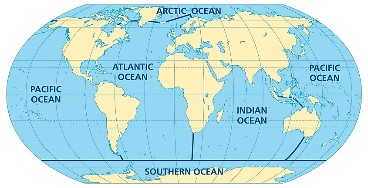 ARCTIC OCEAN
ATLANTIC
OCEAN
PACIFIC
OCEAN
PACIFIC
OCEAN
INDIAN
OCEAN
SOUTHERN OCEAN